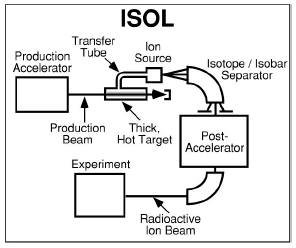 ISOL
Transfer
Tube
Ion
Source
Production
Accelerator
Isotope / Isobar
Separator
Production
Beam
Thick,
Hot Target
Post-
Accelerator
Experiment
Radioactive
Ion Beam